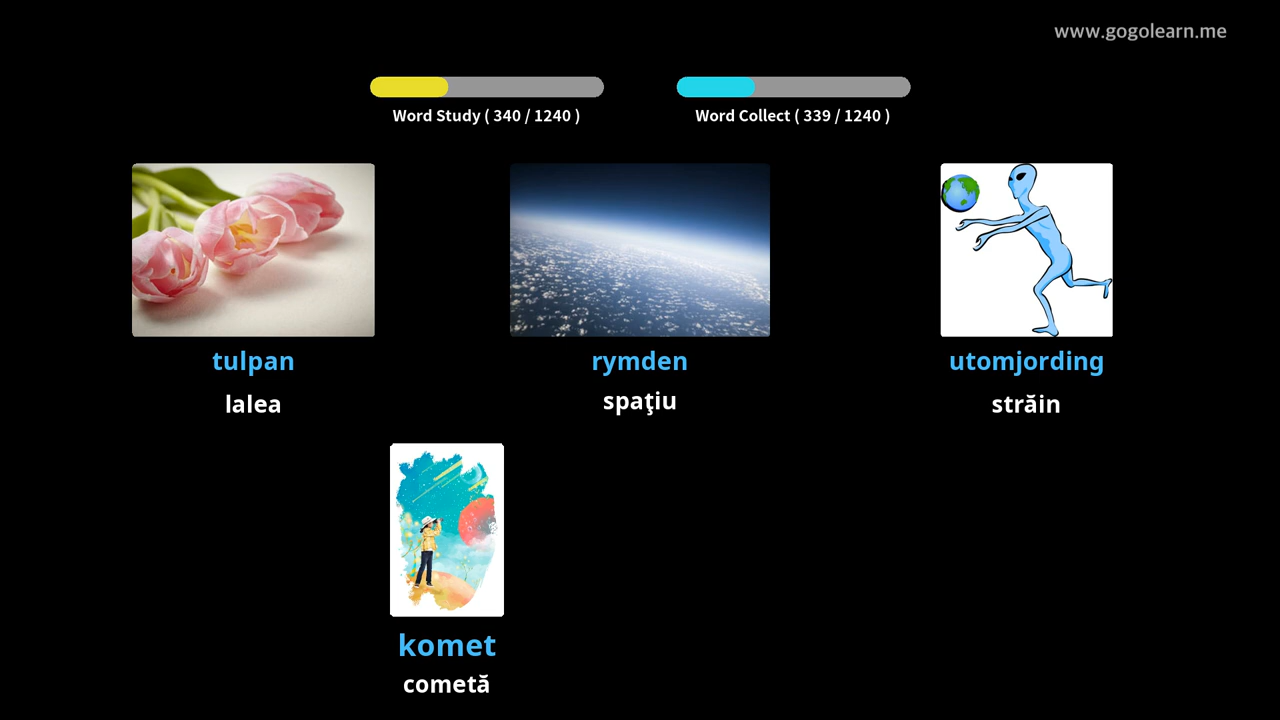 www.gogolearn.me
Word Study ( 340 / 1240 )
Word Collect ( 339 / 1240 )
tulpan
rymden
utomjording
lalea
spaţiu
străin
komet
cometă